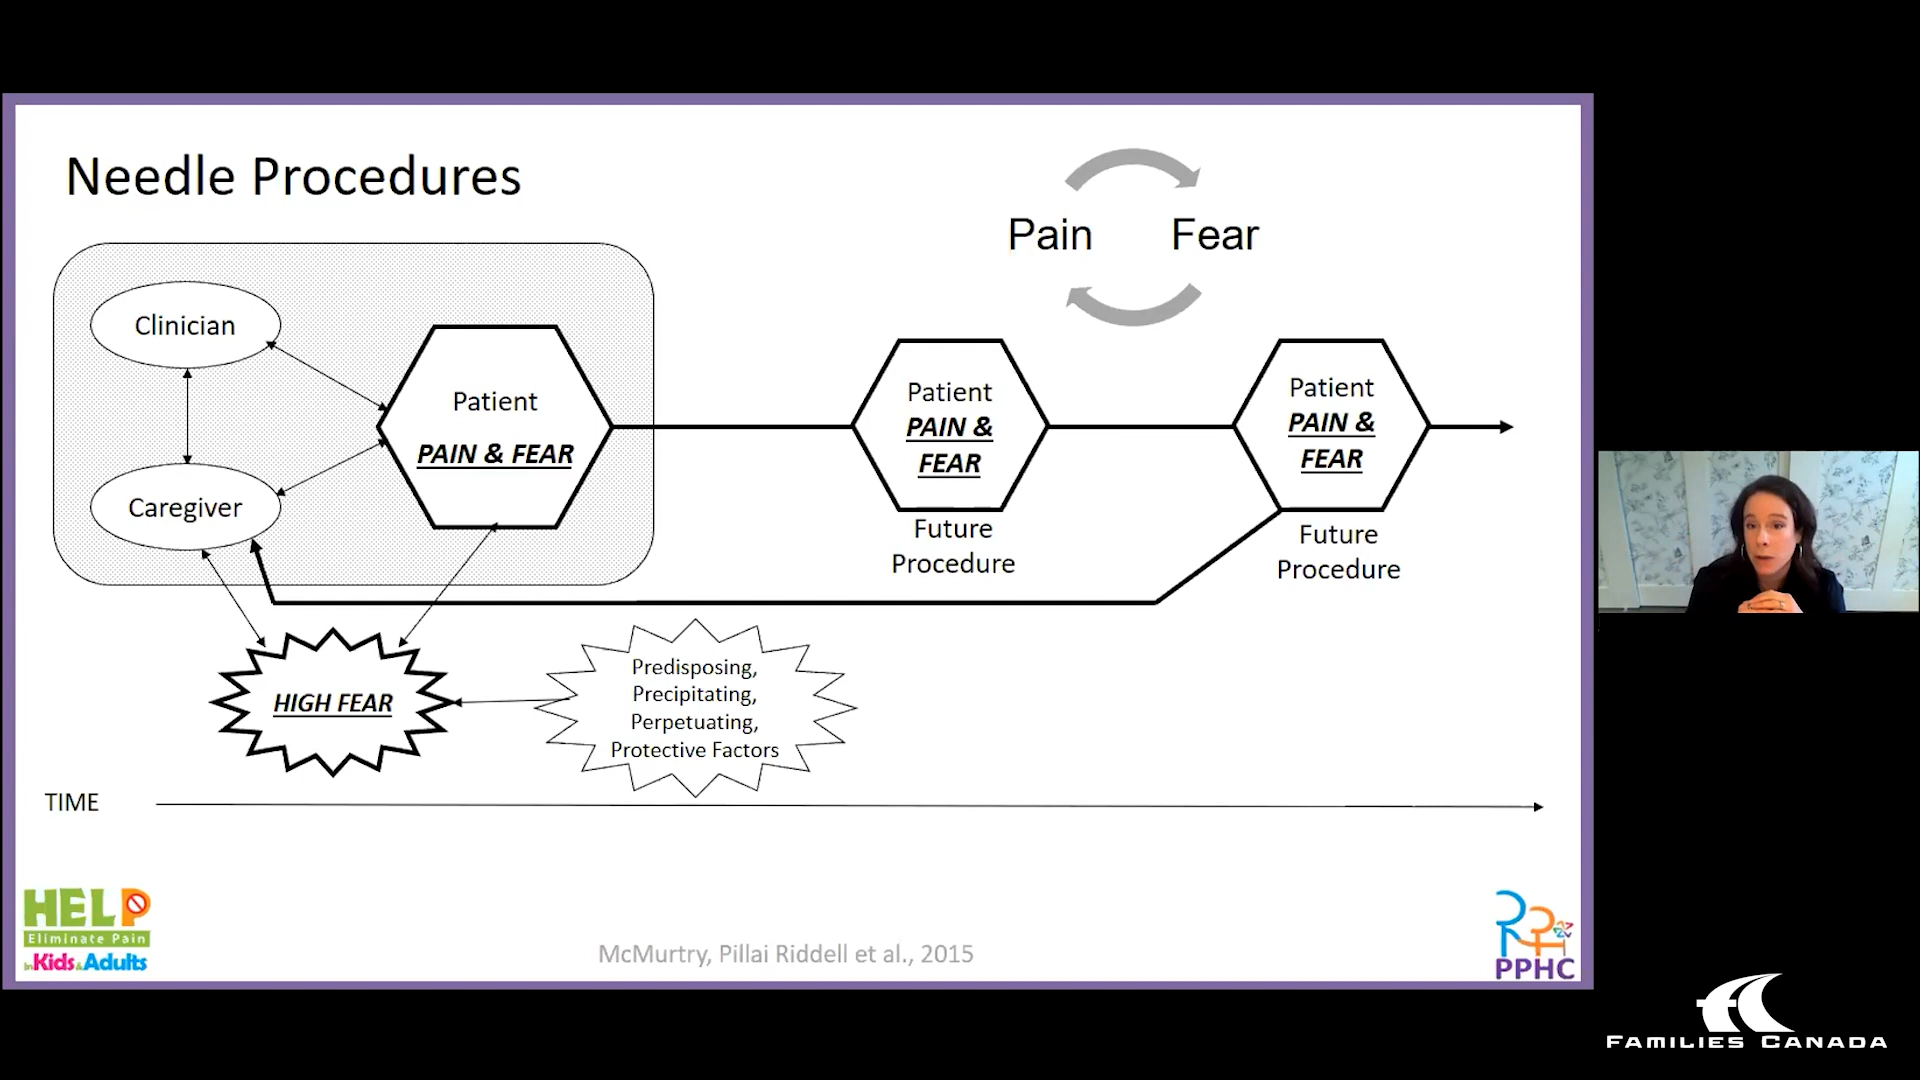 Needle Procedures
Pain
Fear
Clinician
Caregiver
Patient
PAIN & FEAR
Patient
PAIN &
FEAR
Future
Procedure
Patient
PAIN &
FEAR
Future
Procedure
HIGH FEAR
Predisposing,
Precipitating,
Perpetuating,
Protective Factors
TIME
HELP
Eliminate Pain
in Kids & Adults
McMurtry, Pillai Riddell et al., 2015
PPHC
FAMILIES CANADA